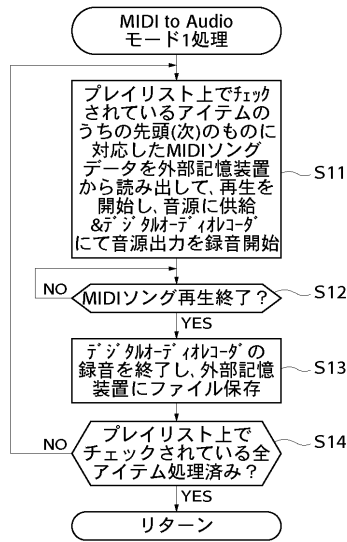 MIDI to Audio
モード1処理
プレイリスト上でﾁｪｯｸ
されているアイテムの
うちの先頭(次)のものに
対応したMIDIソング
データを外部記憶装置
から読み出して、再生を
開始し、音源に供給
&ﾃﾞｼﾞﾀﾙオｰﾃﾞｨｵﾚｺｰﾀﾞ
にて音源出力を録音開始
S11
NO
MIDIソング再生終了？
S12
YES
ﾃﾞｼﾞﾀﾙオｰﾃﾞｨｵﾚｺｰﾀﾞの
録音を終了し、外部記憶
装置にファイル保存
S13
NO
プレイリスト上で
チェックされている全
アイテム処理済み？
S14
YES
リターン